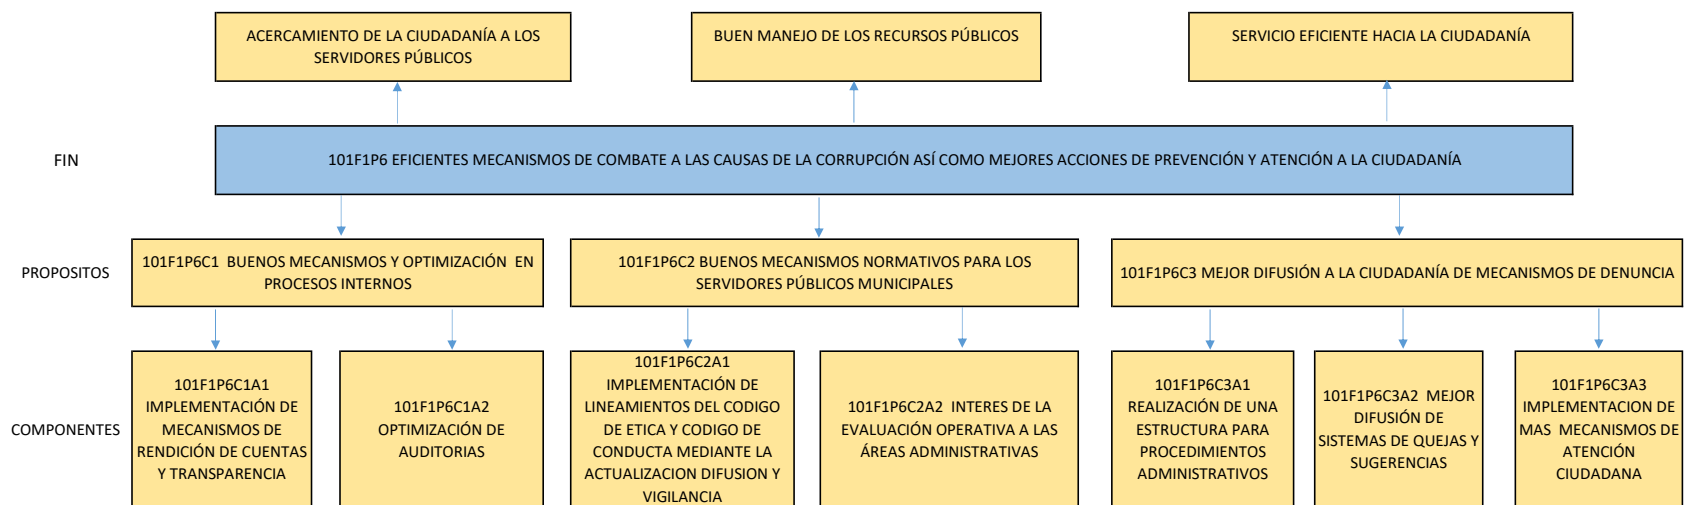 ACERCAMIENTO DE LA CIUDADANÍA A LOS
SERVIDORES PÚBLICOS
BUEN MANEJO DE LOS RECURSOS PÚBLICOS
SERVICIO EFICIENTE HACIA LA CIUDADANÍA
FIN
101F1P6 EFICIENTES MECANISMOS DE COMBATE A LAS CAUSAS DE LA CORRUPCIÓN ASÍ COMO MEJORES ACCIONES DE PREVENCIÓN Y ATENCIÓN A LA CIUDADANÍA
PROPOSITOS
101F1P6C1 BUENOS MECANISMOS Y OPTIMIZACIÓN EN
PROCESOS INTERNOS
101F1P6C2 BUENOS MECANISMOS NORMATIVOS PARA LOS
SERVIDORES PÚBLICOS MUNICIPALES
101F1P6C3 MEJOR DIFUSIÓN A LA CIUDADANÍA DE MECANISMOS DE DENUNCIA
COMPONENTES
101F1P6C1A1
IMPLEMENTACIÓN DE
MECANISMOS DE
RENDICIÓN DE CUENTAS
Y TRANSPARENCIA
101F1P6C1A2
OPTIMIZACIÓN DE
AUDITORIAS
101F1P6C2A1
IMPLEMENTACIÓN DE
LINEAMIENTOS DEL CODIGO
DE ETICA Y CODIGO DE
CONDUCTA MEDIANTE LA
ACTUALIZACION DIFUSION Y
VIGILANCIA
101F1P6C2A2 INTERES DE LA
EVALUACIÓN OPERATIVA A LAS
ÁREAS ADMINISTRATIVAS
101F1P6C3A1
REALIZACIÓN DE UNA
ESTRUCTURA PARA
PROCEDIMIENTOS
ADMINISTRATIVOS
101F1P6C3A2 MEJOR
DIFUSIÓN DE
SISTEMAS DE QUEJAS Y
SUGERENCIAS
101F1P6C3A3
IMPLEMENTACION DE
MAS MECANISMOS DE
ATENCIÓN
CIUDADANA